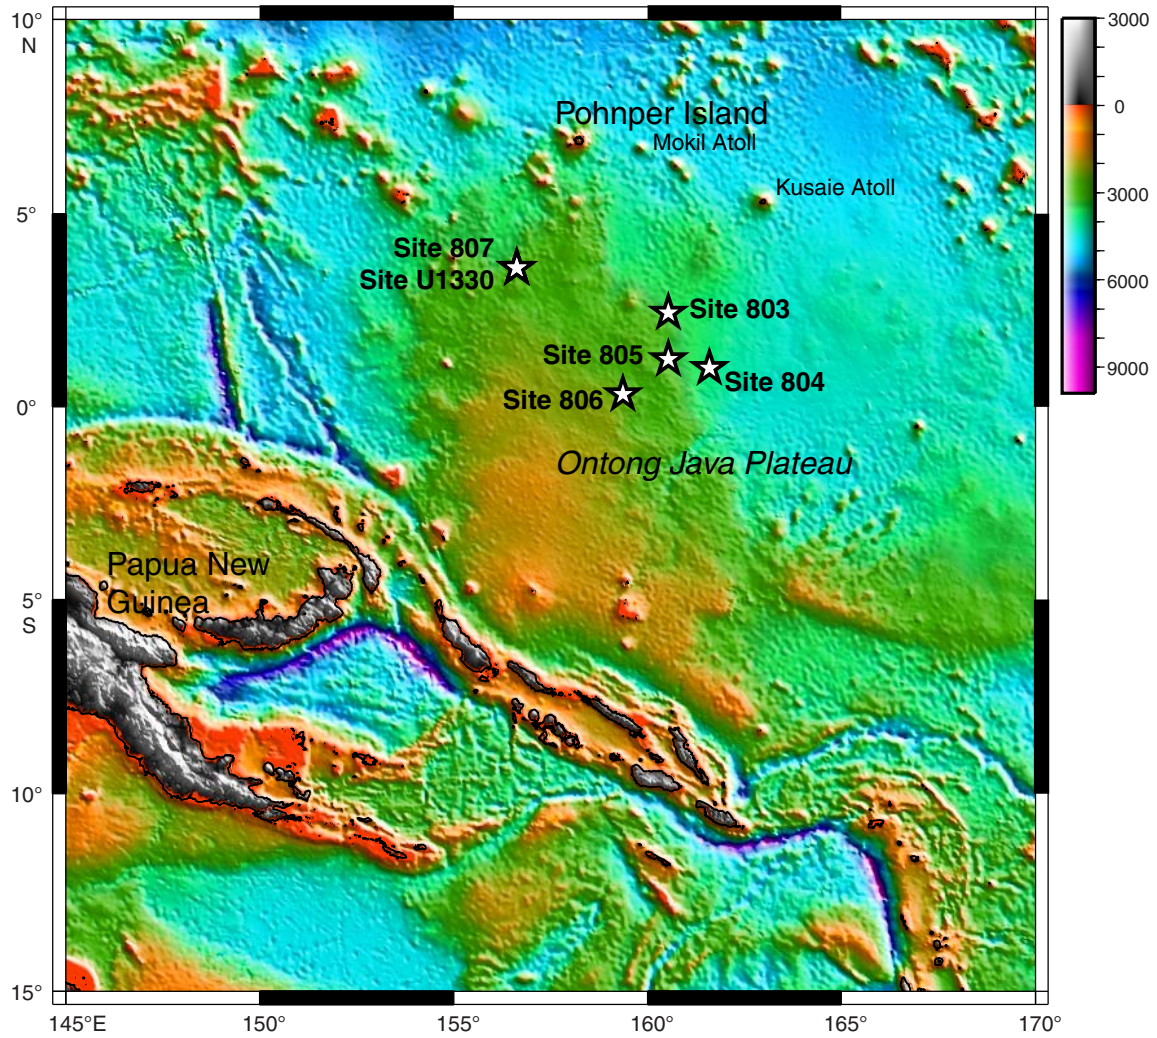 10°
N
3000
0
3000
6000
9000
Pohnper Island
Mokil Atoll
Kusaie Atoll
5°
Site 807
Site U1330
Site 803
Site 805
Site 804
Site 806
0°
Ontong Java Plateau
Papua New
Guinea
5°
S
10°
15°
145°E
150°
155°
160°
165°
170°